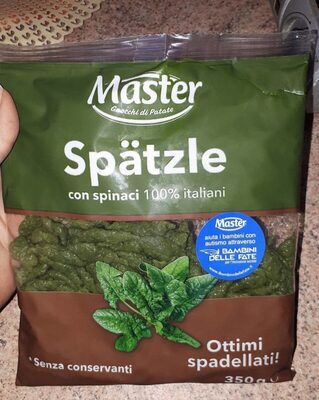 Master
Gnocchi di Patate
Spätzle
con spinaci 100% italiani
Master
aiuta i bambini con
autismo attraverso
I BAMBINI
DELLE FATE
Ottimi
spadellati!
*Senza conservanti
350g